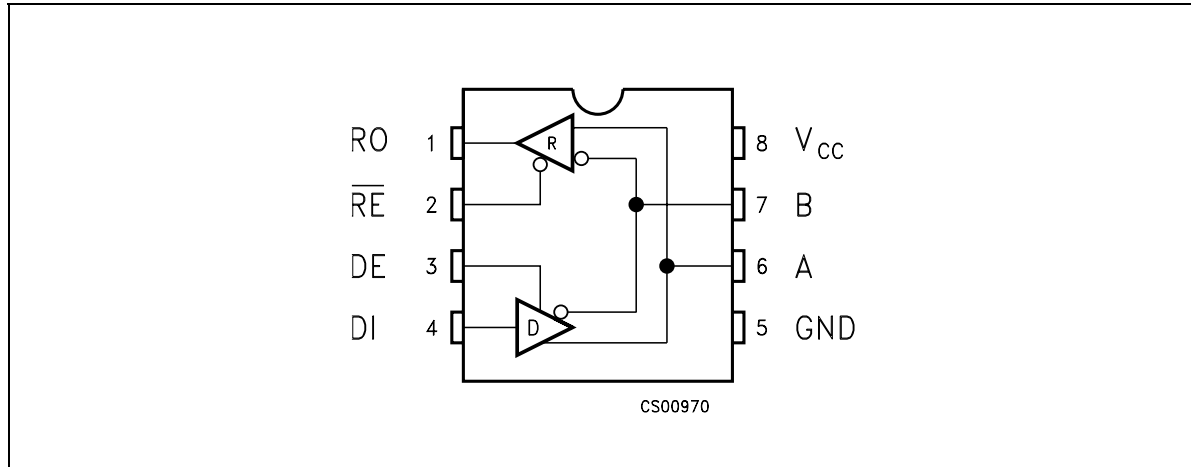 RO 1
RE 2
DE 3
DI 4
R
D
8 VCC
7 B
6 A
5 GND
CS00970